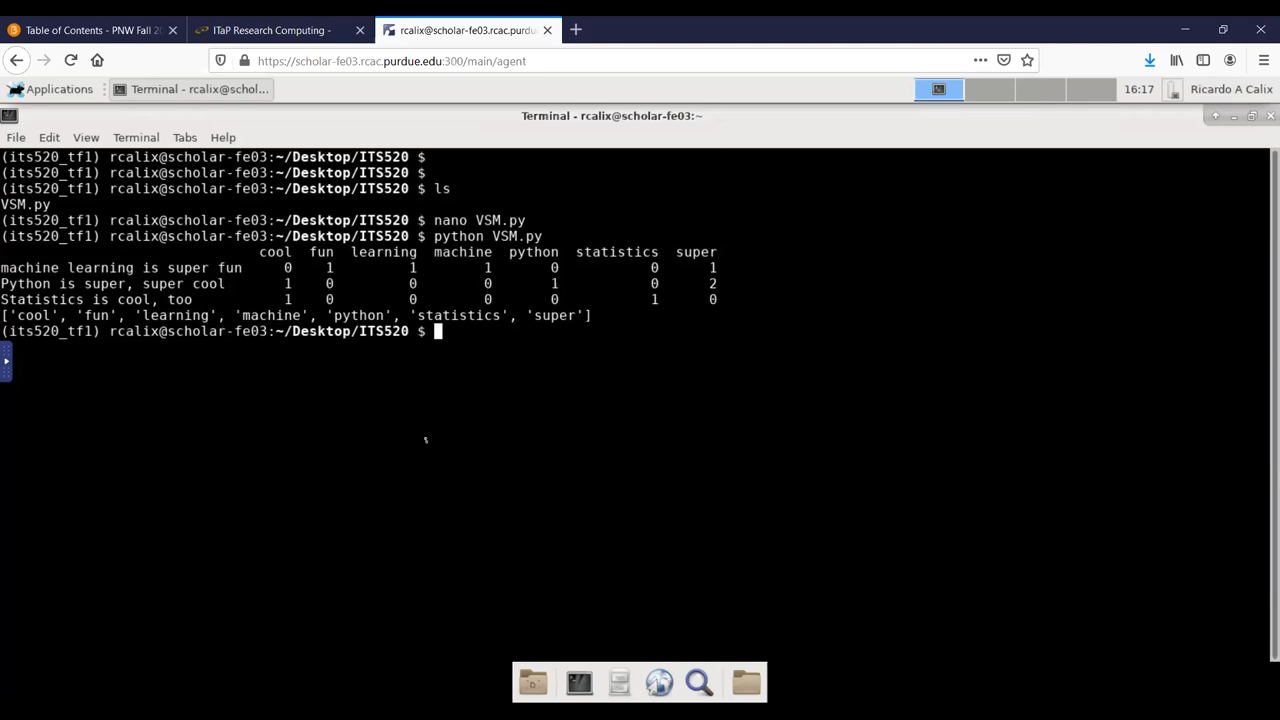 Table of Contents - PNW Fall 20
ITaP Research Computing -
rcalix@scholar-fe03.rcac.purdu
https://scholar-fe03.rcac.purdue.edu:300/main/agent
Applications
Terminal - rcalix@schol...
16:17
Ricardo A Calix
Terminal - rcalix@scholar-fe03:~
File Edit View Terminal Tabs Help
(its520_tf1) rcalix@scholar-fe03:~/Desktop/ITS520 $
(its520_tf1) rcalix@scholar-fe03:~/Desktop/ITS520 $
(its520_tf1) rcalix@scholar-fe03:~/Desktop/ITS520 $ ls
VSM.py
(its520_tf1) rcalix@scholar-fe03:~/Desktop/ITS520 $ nano VSM.py
(its520_tf1) rcalix@scholar-fe03:~/Desktop/ITS520 $ python VSM.py
cool fun learning machine python statistics super
machine learning is super fun 0 1 1 1 0 0 1
Python is super, super cool 1 0 0 0 1 0 2
Statistics is cool, too 1 0 0 0 0 1 0
['cool', 'fun', 'learning', 'machine', 'python', 'statistics', 'super']
(its520_tf1) rcalix@scholar-fe03:~/Desktop/ITS520 $